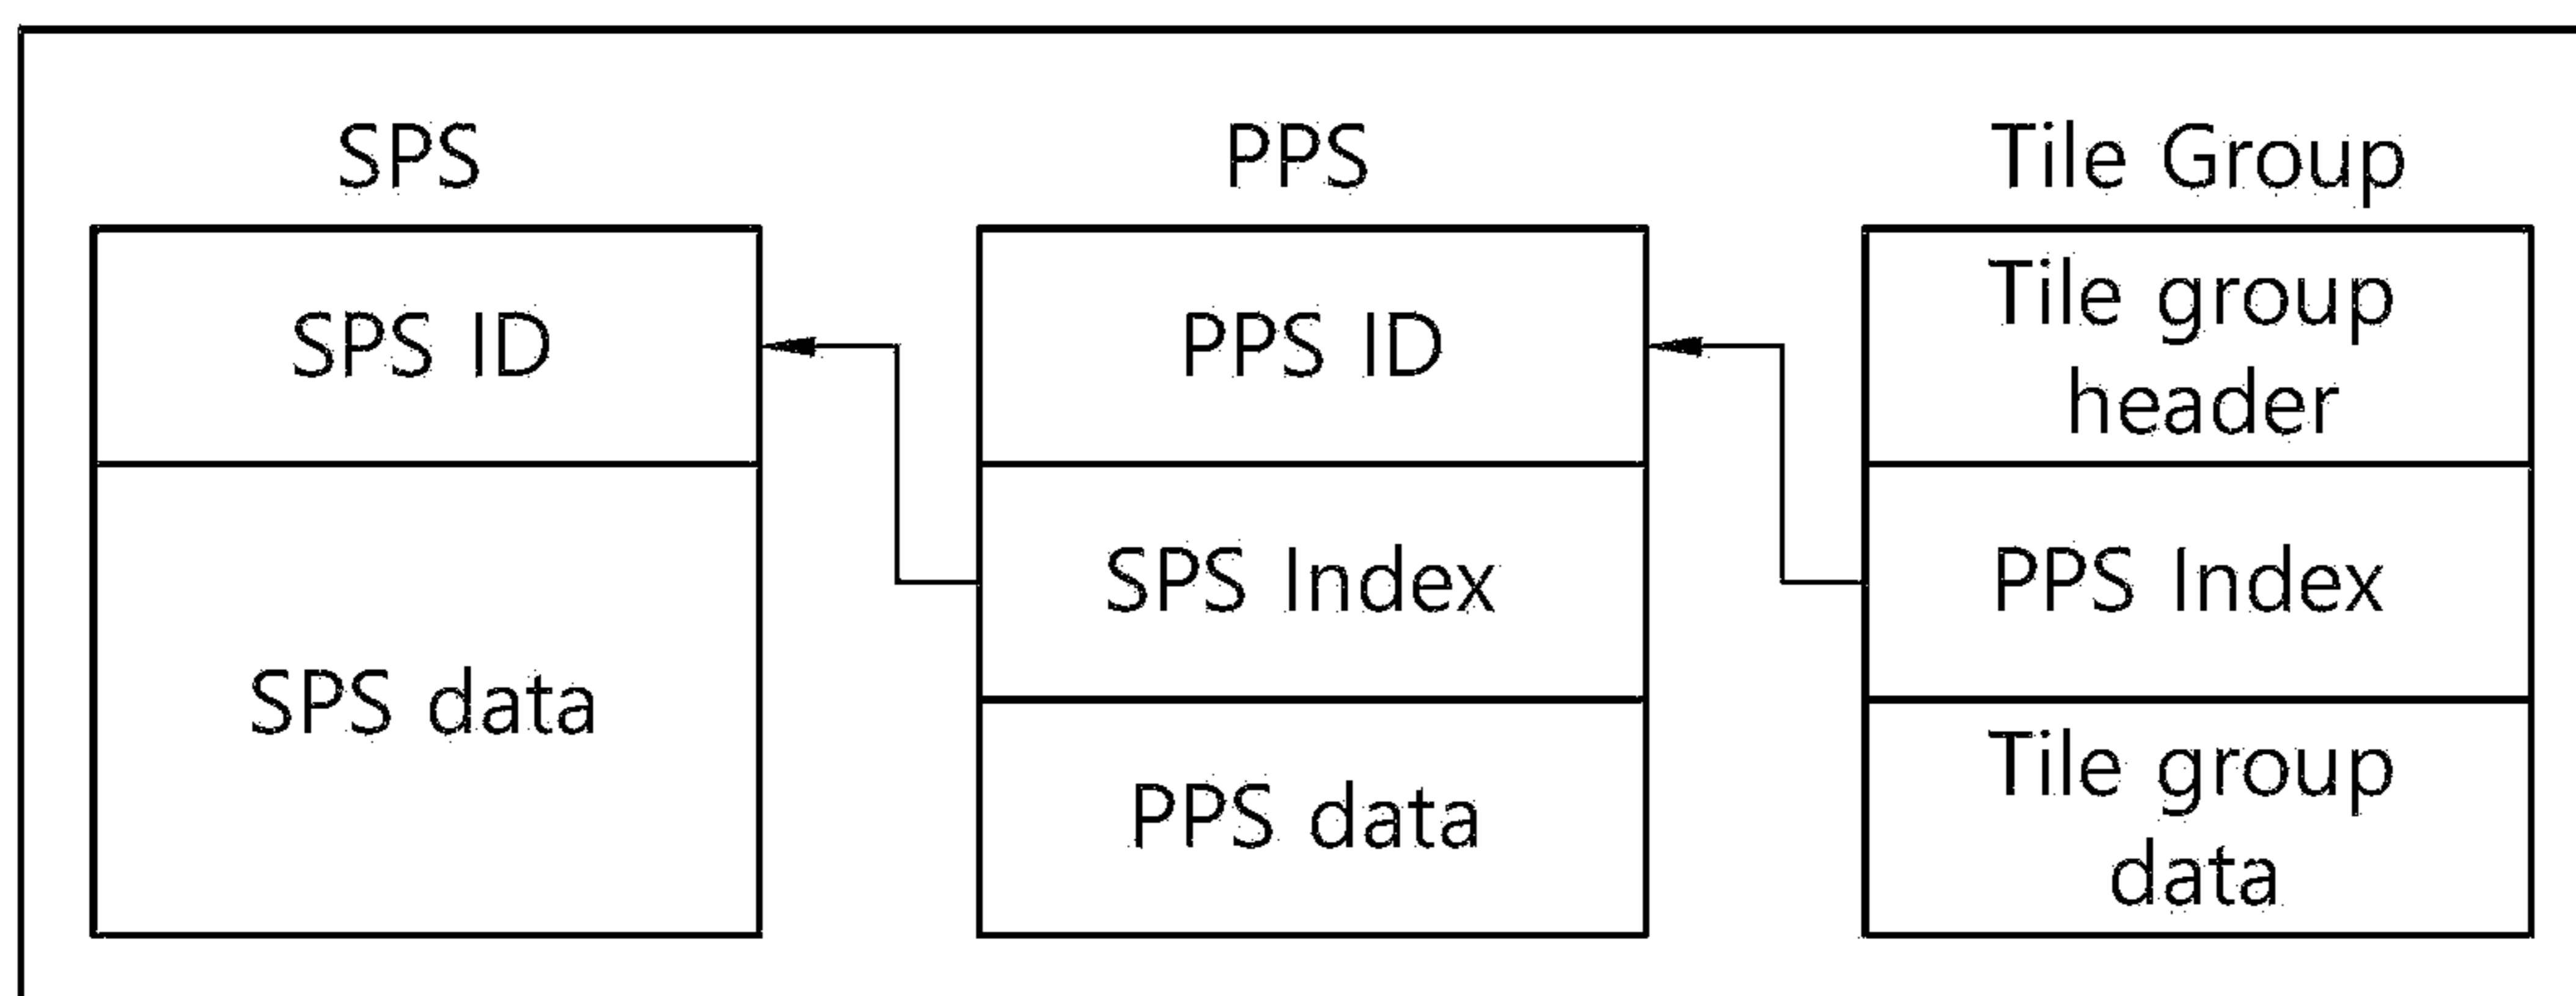 SPS
SPS ID
SPS data
PPS
PPS ID
SPS Index
PPS data
Tile Group
Tile group
header
PPS Index
Tile group
data